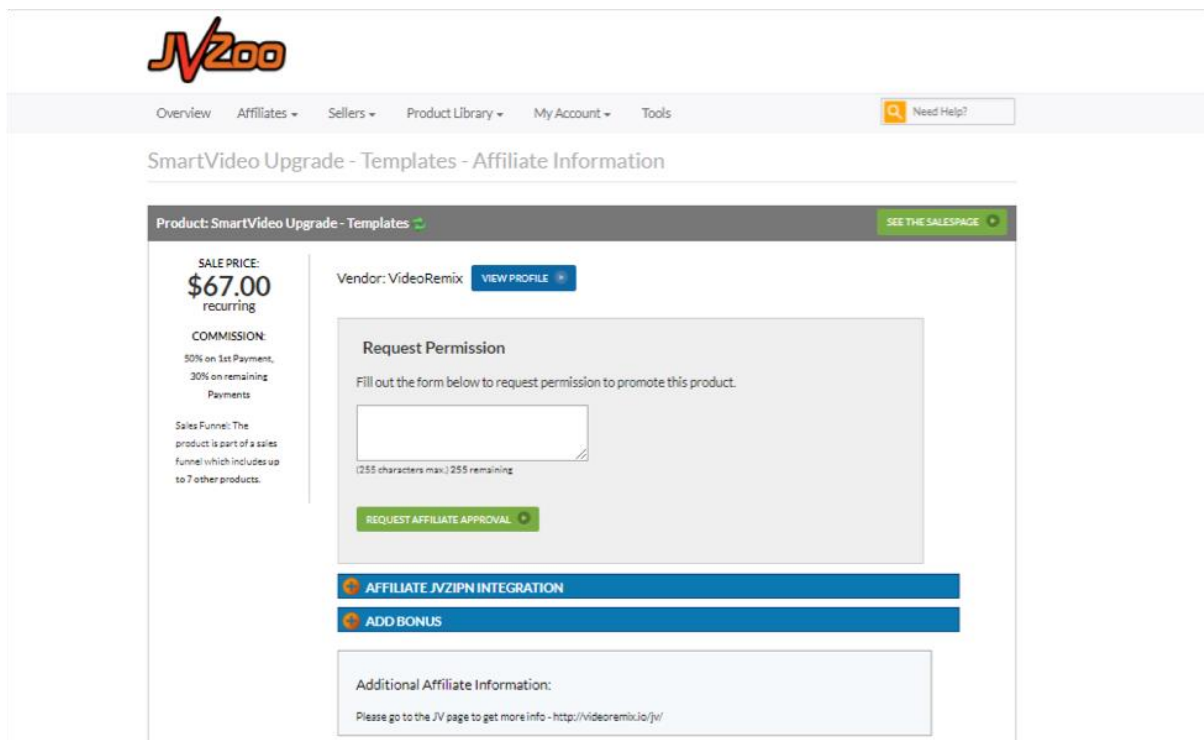 JVZoo
Overview Affiliates Sellers Product Library My Account Tools Need Help?
SmartVideo Upgrade - Templates - Affiliate Information
Product: SmartVideo Upgrade - Templates SEE THE SALESPAGE
SALE PRICE:
$67.00
recurring
COMMISSION:
50% on 1st Payment,
30% on remaining
Payments
Sales Funnel: The
product is part of a sales
funnel which includes up
to 7 other products.
Vendor: VideoRemix VIEW PROFILE
Request Permission
Fill out the form below to request permission to promote this product.
(255 characters max.) 255 remaining
REQUEST AFFILIATE APPROVAL
AFFILIATE JVZIPN INTEGRATION
ADD BONUS
Additional Affiliate Information:
Please go to the JV page to get more info - http://videoremix.io/jv/